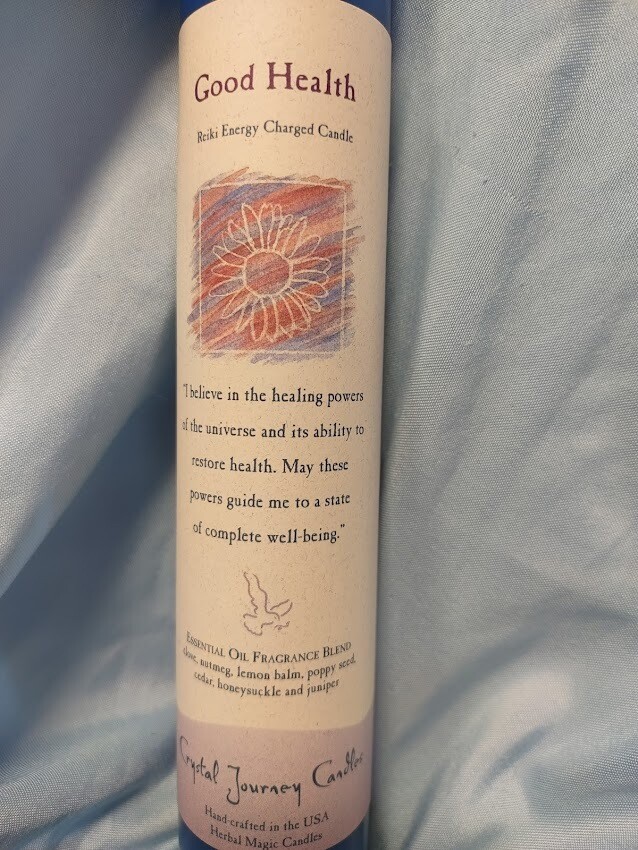 Good Health
Reiki Energy Charged Candle
"I believe in the healing powers
of the universe and its ability to
restore health. May these
powers guide me to a state
of complete well-being."
Essential Oil Fragrance Blend
clove, nutmeg, lemon balm, poppy seed,
cedar, honeysuckle and juniper
Crystal Journey Candles
Hand-crafted in the USA
Herbal Magic Candles